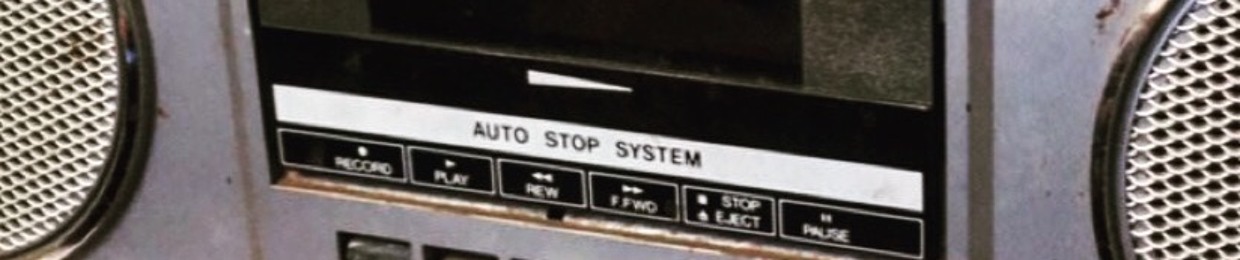 AUTO STOP SYSTEM
RECORD PLAY REW F.FWD STOP EJECT PAUSE